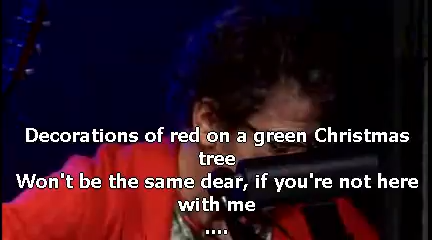 Decorations of red on a green Christmas
tree
Won't be the same dear, if you're not here
with me
....